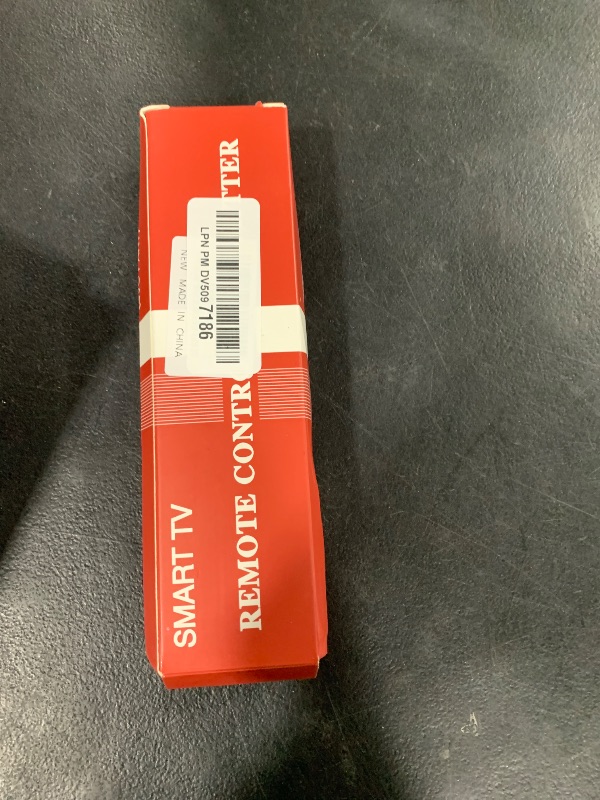 SMART TV
REMOTE CONTR TTER
LPN PM DV509 7186
NEW MADE IN CHINA